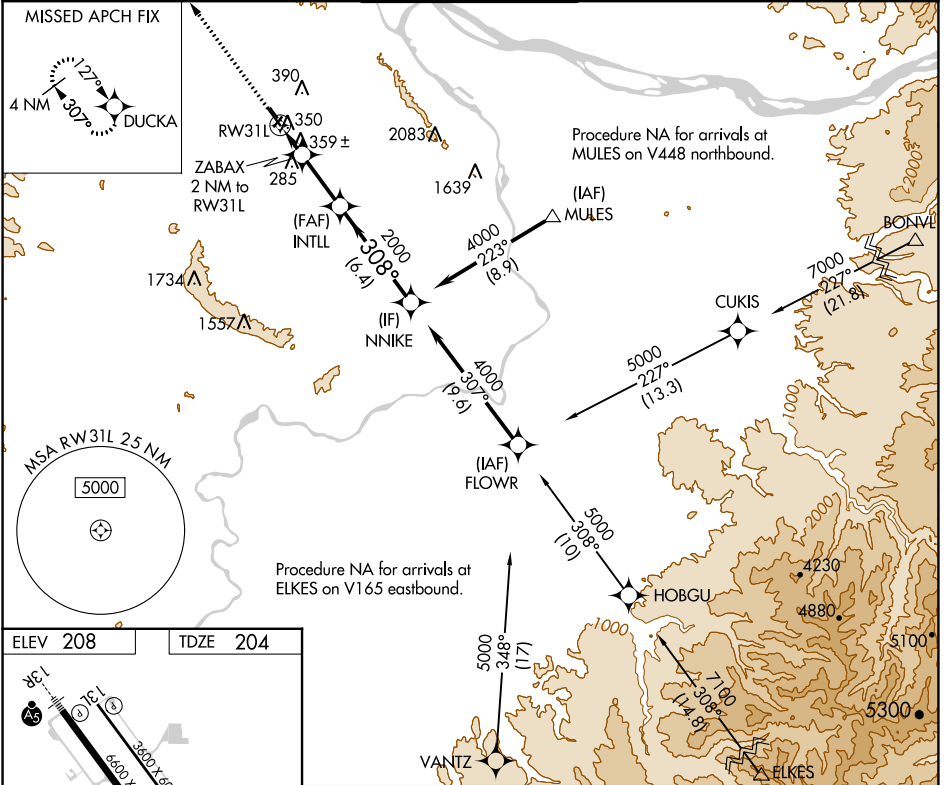 MISSED APCH FIX
127°
4 NM
307°
DUCKA
390
350
RW31L
359 ±
ZABAX
2 NM to
RW31L
285
2083
1639
Procedure NA for arrivals at
MULES on V448 northbound.
(IAF)
MULES
(FAF)
INTLL
2000
308°
(6.4)
4000
223°
(8.9)
BONVL
2000
7000
227°
(21.8)
1734
1557
(IF)
NNIKE
CUKIS
5000
227°
(13.3)
4000
307°
(9.6)
1000
MSA RW31L 25 NM
5000
(IAF)
FLOWR
2000
5000
308°
(10)
4230
4880
5100
5300
Procedure NA for arrivals at
ELKES on V165 eastbound.
HOBGU
1000
5000
348°
(17)
7100
308°
(14.8)
VANTZ
ELKES
ELEV 208
TDZE 204
13R
13L
A5
P
P
6600 X
3600 X